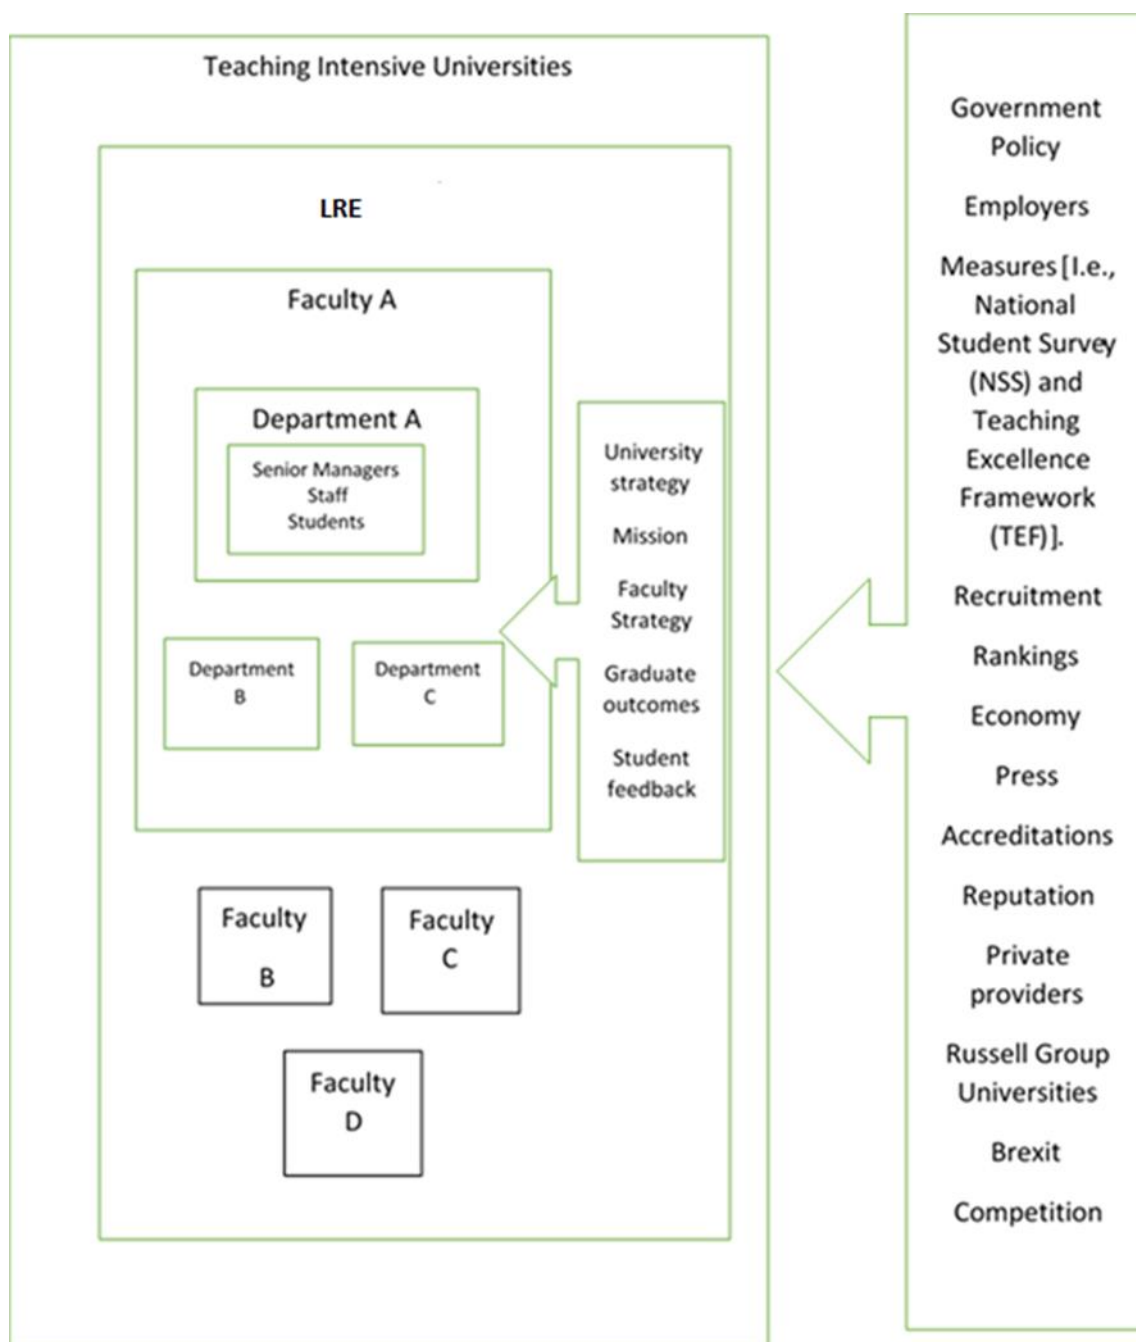 Teaching Intensive Universities
LRE
Faculty A
Department A
Senior Managers
Staff
Students
Department
B
Department
C
University
strategy
Mission
Faculty
Strategy
Graduate
outcomes
Student
feedback
Faculty
B
Faculty
C
Faculty
D
Government
Policy
Employers
Measures [I.e.,
National
Student Survey
(NSS) and
Teaching
Excellence
Framework
(TEF)].
Recruitment
Rankings
Economy
Press
Accreditations
Reputation
Private
providers
Russell Group
Universities
Brexit
Competition